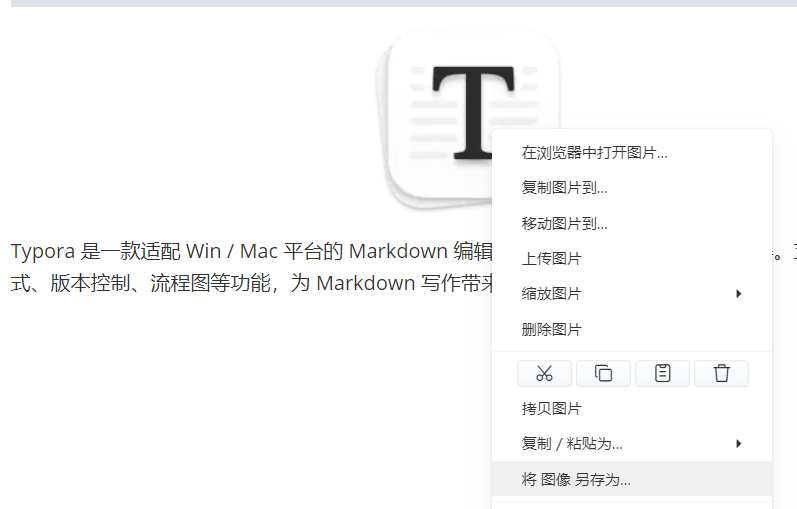 T
在浏览器中打开图片...
复制图片到...
移动图片到...
Typora 是一款适配 Win / Mac 平台的 Markdown 编辑
上传图片
式、版本控制、流程图等功能，为 Markdown 写作带来
缩放图片
删除图片
拷贝图片
复制 / 粘贴为...
将 图像 另存为...